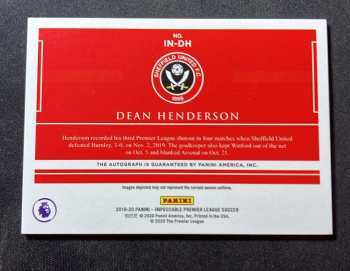 NO.
IN-DH
SHEFFIELD UNITED F.C.
1889
DEAN HENDERSON
Henderson recorded his third Premier League shutout in four matches when Sheffield United
defeated Burnley, 3-0, on Nov. 2, 2019. The goalkeeper also kept Watford out of the net
on Oct. 5 and blanked Arsenal on Oct. 21.
THE AUTOGRAPH IS GUARANTEED BY PANINI AMERICA, INC.
Images depicted may not represent the current season uniform.
PANINI
2019-20 PANINI - IMPECCABLE PREMIER LEAGUE SOCCER
© 2020 Panini America, Inc. Printed in the USA.
© 2020 The Premier League